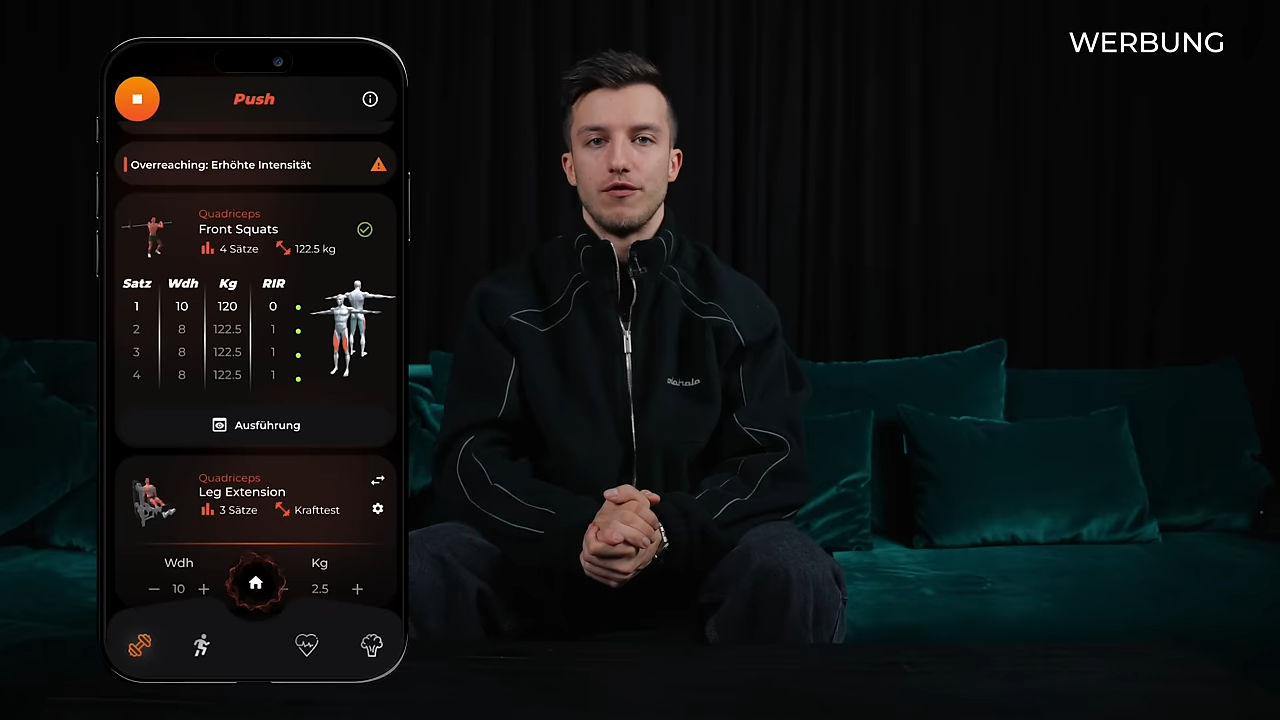 WERBUNG
Push
Overreaching: Erhöhte Intensität
Quadriceps
Front Squats
4 Sätze 122.5 kg
Satz Wdh Kg RIR
1 10 120 0
2 8 122.5 1
3 8 122.5 1
4 8 122.5 1
Ausführung
Quadriceps
Leg Extension
3 Sätze Krafttest
Wdh Kg
— 10 + – 2.5 +